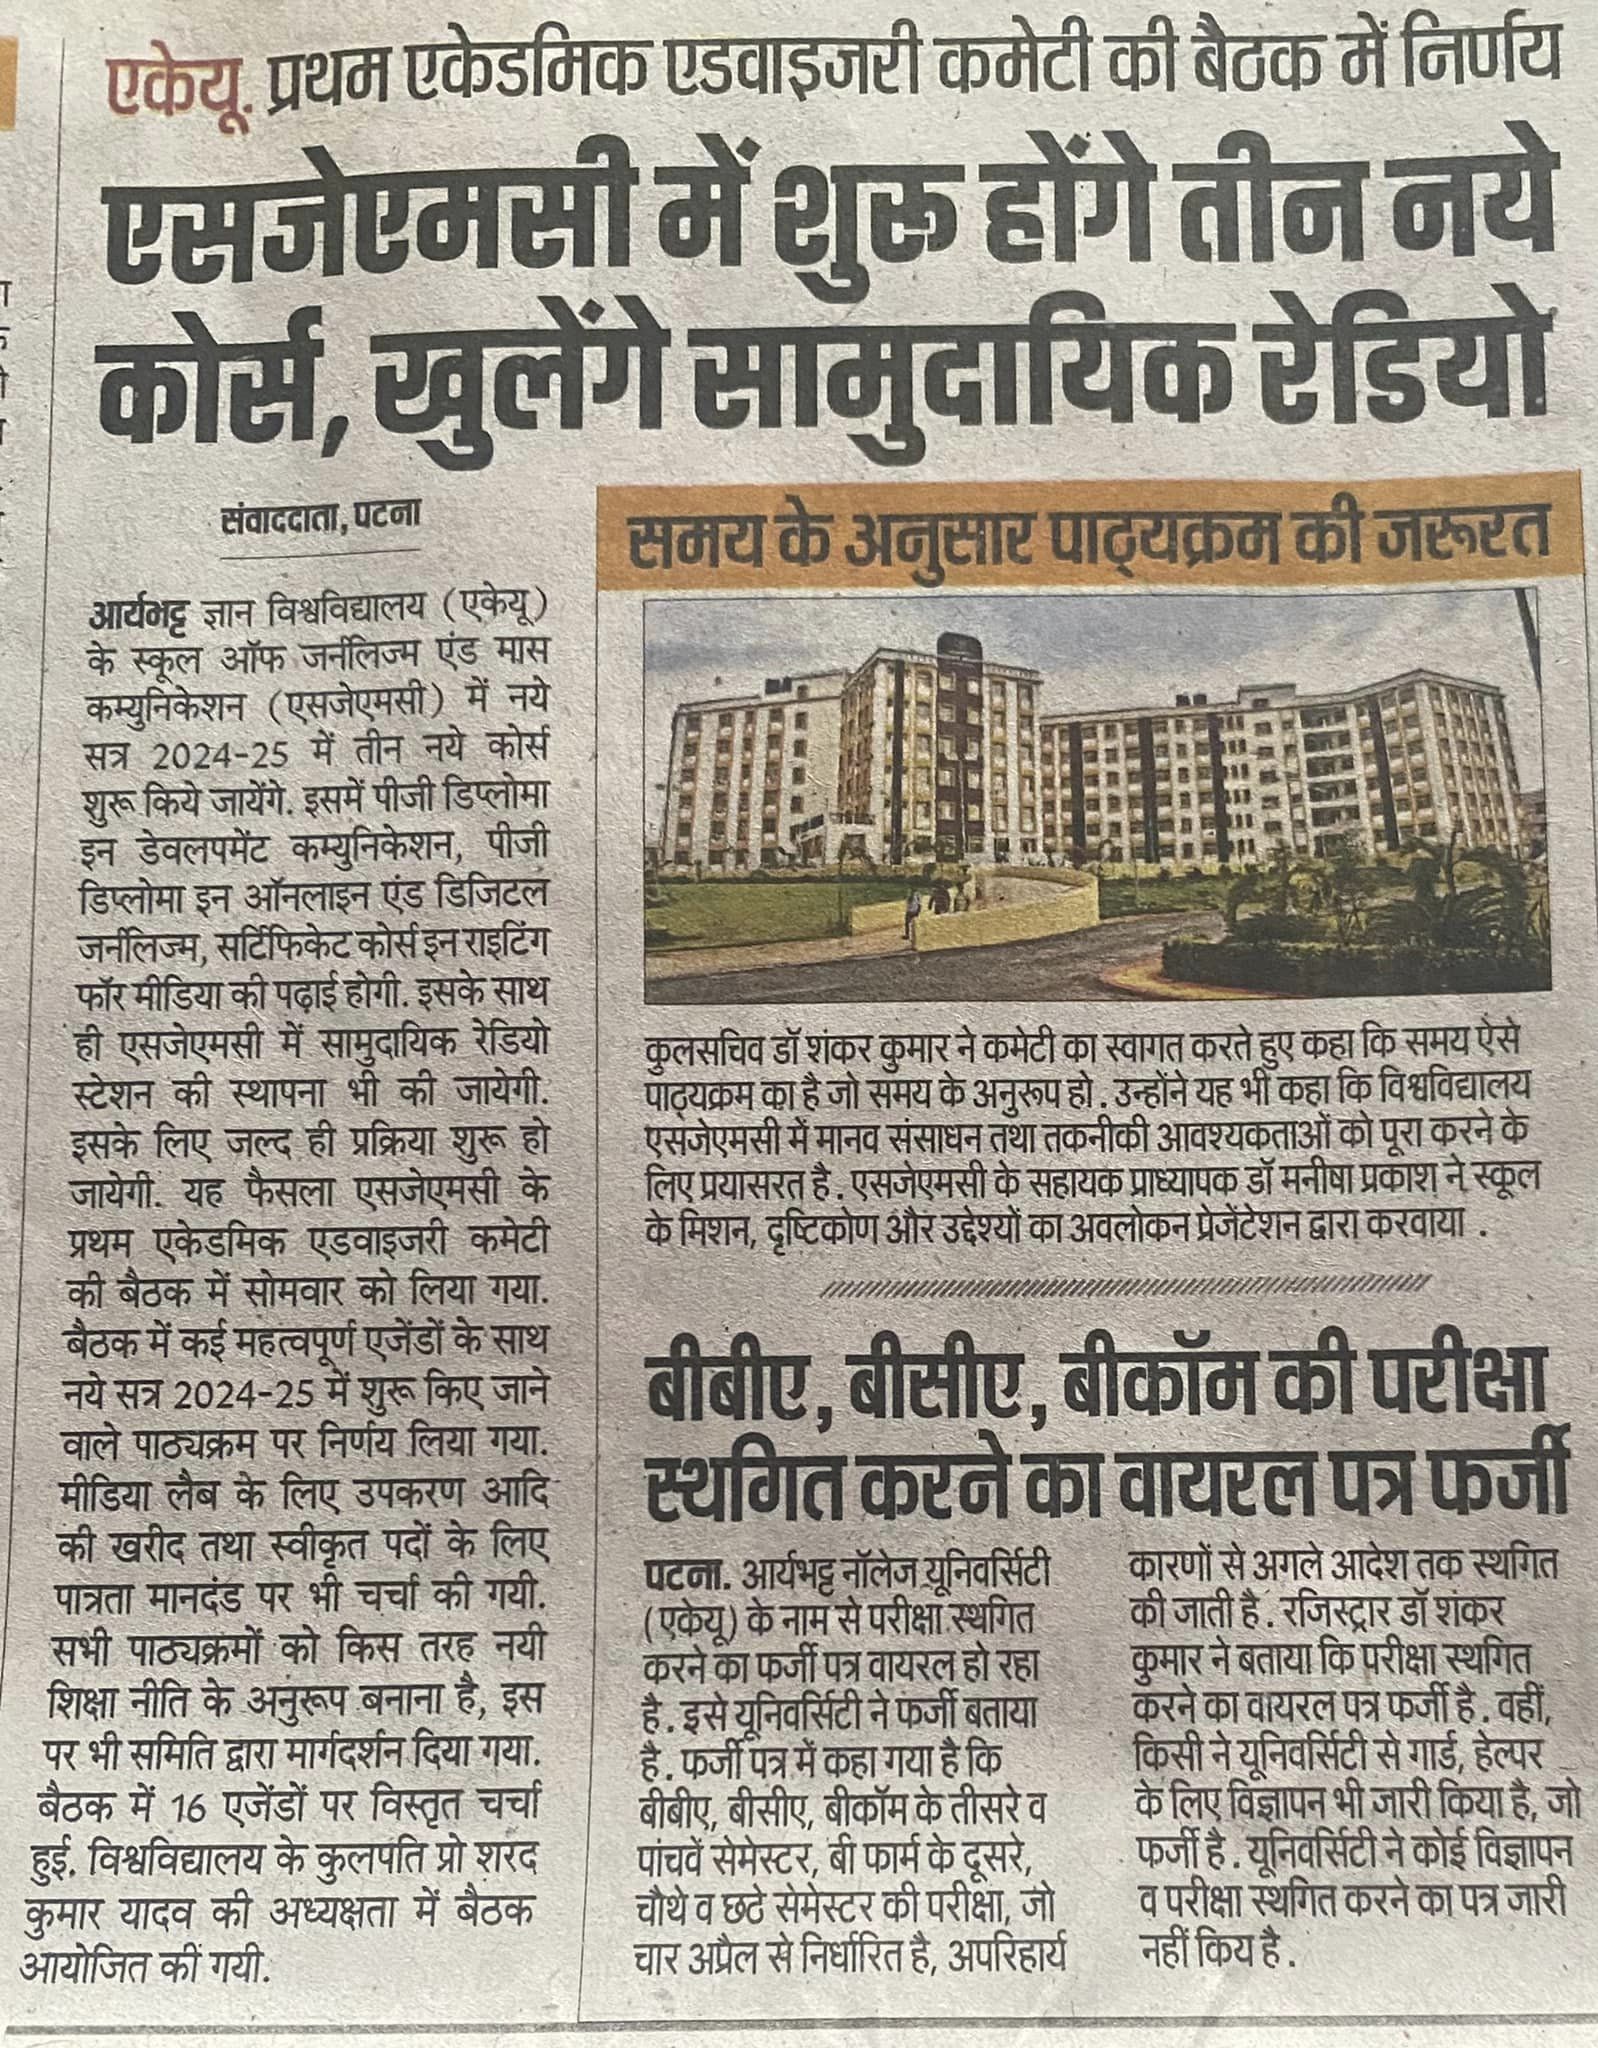 एकेयू. प्रथम एकेडमिक एडवाइजरी कमेटी की बैठक में निर्णय
एसजेएमसी में शुरू होंगे तीन नये
कोर्स, खुलेंगे सामुदायिक रेडियो
संवाददाता, पटना
आर्यभट्ट ज्ञान विश्वविद्यालय (एकेयू)
के स्कूल ऑफ जर्नलिज्म एंड मास
कम्युनिकेशन (एसजेएमसी) में नये
सत्र 2024-25 में तीन नये कोर्स
शुरू किये जायेंगे. इसमें पीजी डिप्लोमा
इन डेवलपमेंट कम्युनिकेशन, पीजी
डिप्लोमा इन ऑनलाइन एंड डिजिटल
जर्नलिज्म, सर्टिफिकेट कोर्स इन राइटिंग
फॉर मीडिया की पढ़ाई होगी. इसके साथ
ही एसजेएमसी में सामुदायिक रेडियो
स्टेशन की स्थापना भी की जायेगी.
इसके लिए जल्द ही प्रक्रिया शुरू हो
जायेगी. यह फैसला एसजेएमसी के
प्रथम एकेडमिक एडवाइजरी कमेटी
की बैठक में सोमवार को लिया गया.
बैठक में कई महत्वपूर्ण एजेंडों के साथ
नये सत्र 2024-25 में शुरू किए जाने
वाले पाठ्यक्रम पर निर्णय लिया गया.
मीडिया लैब के लिए उपकरण आदि
की खरीद तथा स्वीकृत पदों के लिए
पात्रता मानदंड पर भी चर्चा की गयी.
सभी पाठ्यक्रमों को किस तरह नयी
शिक्षा नीति के अनुरूप बनाना है, इस
पर भी समिति द्वारा मार्गदर्शन दिया गया.
बैठक में 16 एजेंडों पर विस्तृत चर्चा
हुई. विश्वविद्यालय के कुलपति प्रो शरद
कुमार यादव की अध्यक्षता में बैठक
आयोजित कीं गयी.
समय के अनुसार पाठ्यक्रम की जरूरत
कुलसचिव डॉ शंकर कुमार ने कमेटी का स्वागत करते हुए कहा कि समय ऐसे
पाठ्यक्रम का है जो समय के अनुरूप हो. उन्होंने यह भी कहा कि विश्वविद्यालय
एसजेएमसी में मानव संसाधन तथा तकनीकी आवश्यकताओं को पूरा करने के
लिए प्रयासरत है. एसजेएमसी के सहायक प्राध्यापक डॉ मनीषा प्रकाश ने स्कूल
के मिशन, दृष्टिकोण और उद्देश्यों का अवलोकन प्रेजेंटेशन द्वारा करवाया .
बीबीए, बीसीए, बीकॉम की परीक्षा
स्थगित करने का वायरल पत्र फर्जी
पटना. आर्यभट्ट नॉलेज यूनिवर्सिटी
(एकेयू) के नाम से परीक्षा स्थगित
करने का फर्जी पत्र वायरल हो रहा
है. इसे यूनिवर्सिटी ने फर्जी बताया
है. फर्जी पत्र में कहा गया है कि
बीबीए, बीसीए, बीकॉम के तीसरे व
पांचवें सेमेस्टर, बी फार्म के दूसरे,
चौथे व छठे सेमेस्टर की परीक्षा, जो
चार अप्रैल से निर्धारित है, अपरिहार्य
कारणों से अगले आदेश तक स्थगित
की जाती है. रजिस्ट्रार डॉ शंकर
कुमार ने बताया कि परीक्षा स्थगित
करने का वायरल पत्र फर्जी है. वहीं,
किसी ने यूनिवर्सिटी से गार्ड, हेल्पर
के लिए विज्ञापन भी जारी किया है, जो
फर्जी है. यूनिवर्सिटी ने कोई विज्ञापन
व परीक्षा स्थगित करने का पत्र जारी
नहीं किय है.